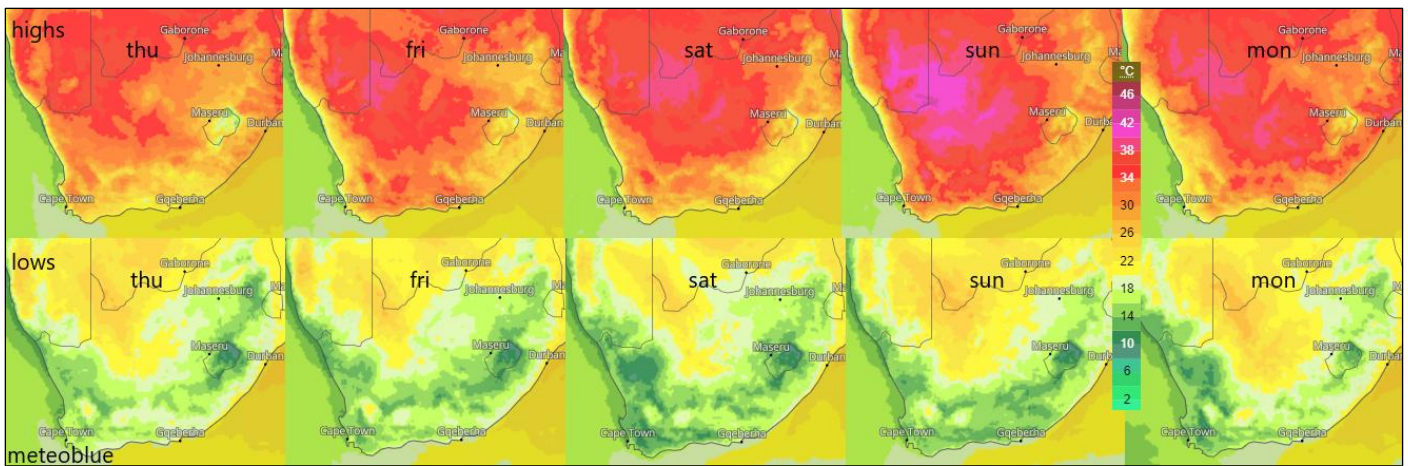 highs
thu
Gaborone
Johannesburg
Maseru
Durban
Cape Town
Gqeberha
fri
Gaborone
Johannesburg
Maseru
Durban
Cape Town
Gqeberha
sat
Gaborone
Johannesburg
Maseru
Durban
Cape Town
Gqeberha
sun
Gaborone
Johannesburg
Maseru
Cape Town
Gqeberha
mon
Gaborone
Johannesburg
Maseru
Durban
Cape Town
Gqeberha
°C
46
42
38
34
30
26
22
18
14
10
6
2
lows
thu
Gaborone
Johannesburg
Maseru
Durban
Cape Town
Gqeberha
fri
Gaborone
Johannesburg
Maseru
Durban
Cape Town
Gqeberha
sat
Gaborone
Johannesburg
Maseru
Durban
Cape Town
Gqeberha
sun
Gaborone
Johannesburg
Maseru
Cape Town
Gqeberha
mon
Gaborone
Johannesburg
Maseru
Durban
Cape Town
Gqeberha
meteoblue